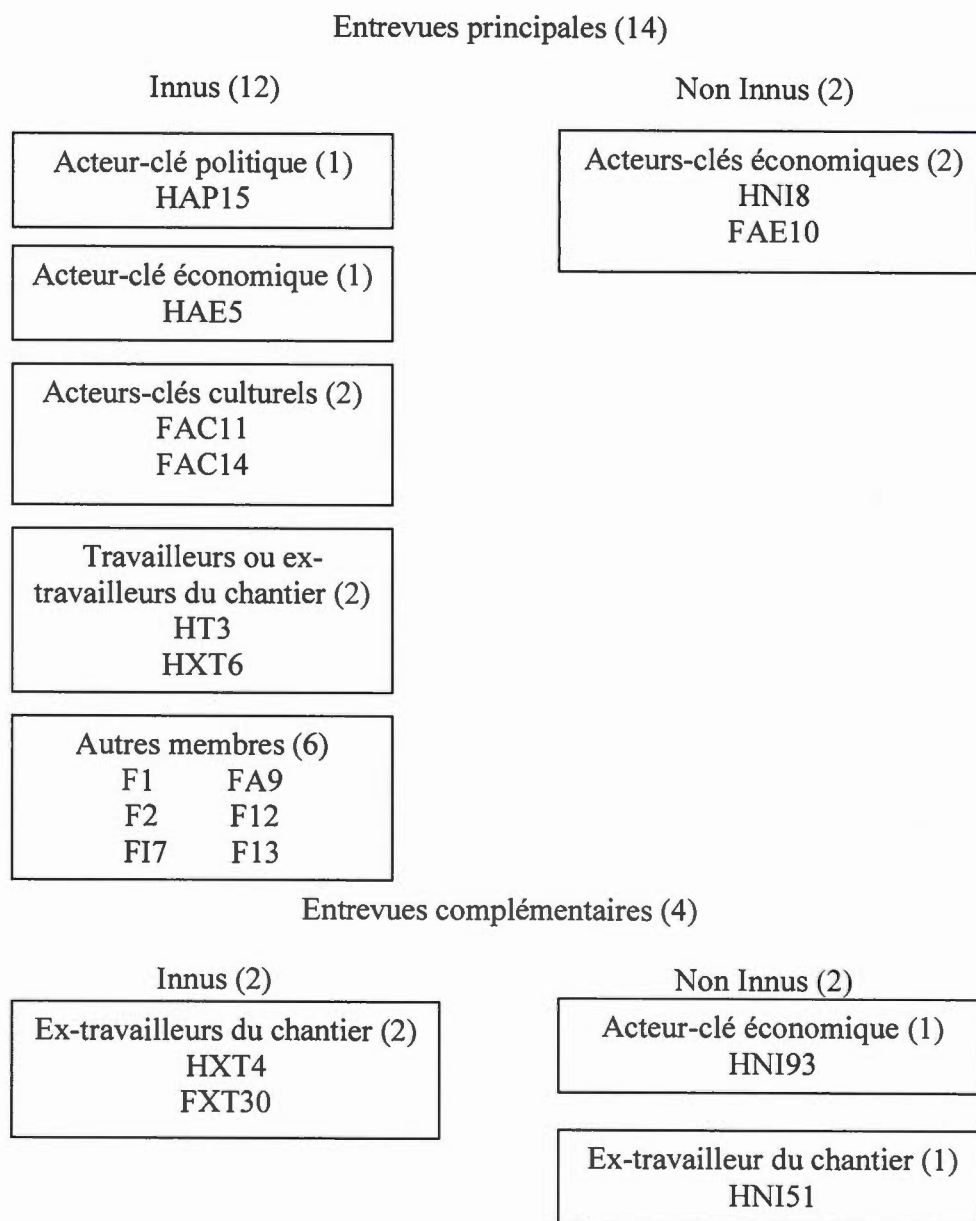 Entrevues principales (14)
Innus (12)
Acteur-clé politique (1)
HAP15
Acteur-clé économique (1)
HAE5
Acteurs-clés culturels (2)
FAC11
FAC14
Travailleurs ou ex-
travailleurs du chantier (2)
HT3
HXT6
Autres membres (6)
F1 FA9
F2 F12
FI7 F13
Non Innus (2)
Acteurs-clés économiques (2)
HNI8
FAE10
Entrevues complémentaires (4)
Innus (2)
Ex-travailleurs du chantier (2)
HXT4
FXT30
Non Innus (2)
Acteur-clé économique (1)
HNI93
Ex-travailleur du chantier (1)
HNI51